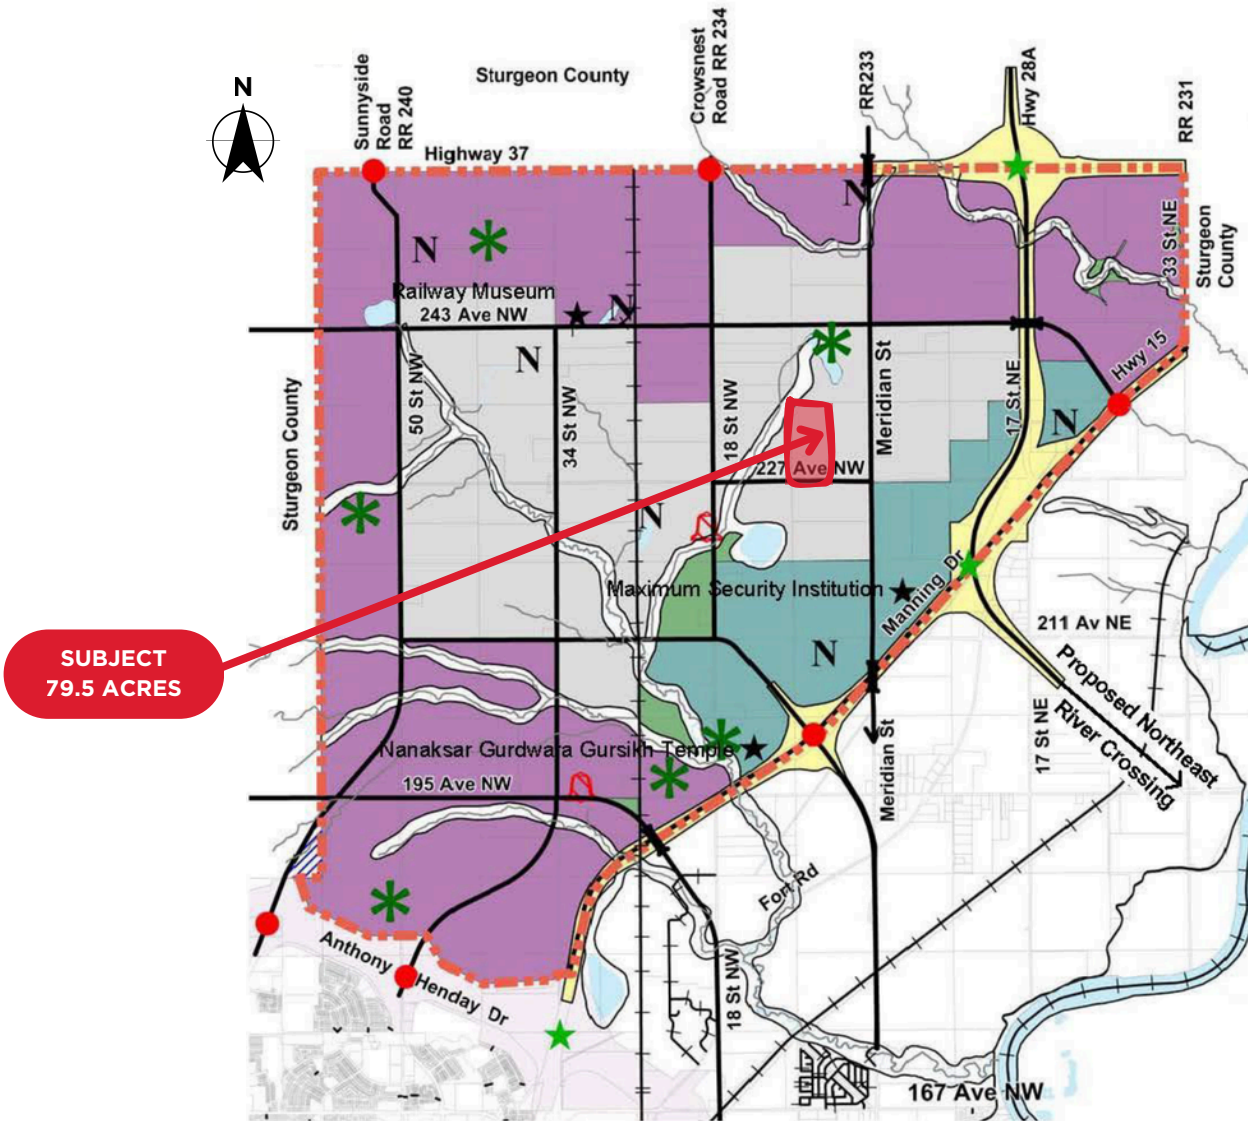 Sturgeon County
N
Sunnyside
Road
RR 240
Crowsnest
Road RR 234
RR233
Hwy 28A
RR 231
Highway 37
N
N
33 St NE
Sturgeon
County
Railway Museum
N
243 Ave NW
N
Hwy 15
Sturgeon County
50 St NW
34 St NW
18 St NW
Meridian St
17 St NE
N
227 Ave NW
N
Maximum Security Institution
Manning Dr
211 Av NE
SUBJECT
79.5 ACRES
N
Proposed Northeast
River Crossing
Nanaksar Gurdwara Gursikh Temple
Meridian St
17 St NE
195 Ave NW
Fort Rd
Anthony
Henday Dr
18 St NW
167 Ave NW